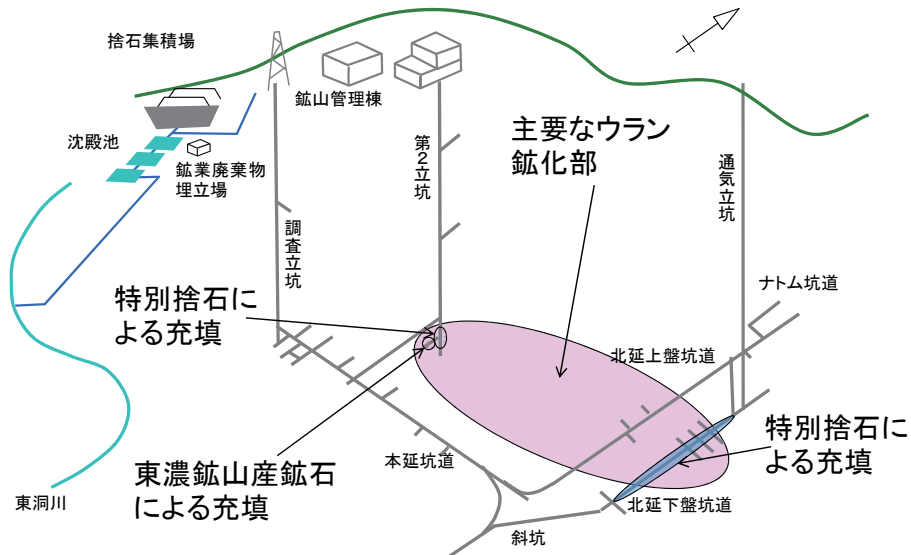 捨石集積場
鉱山管理棟
沈殿池
鉱業廃棄物
埋立場
主要なウラン
鉱化部
第2立坑
通気立坑
調査立坑
ナトム坑道
特別捨石に
よる充填
北延上盤坑道
特別捨石に
よる充填
本延坑道
東濃鉱山産鉱石
による充填
北延下盤坑道
東洞川
斜坑